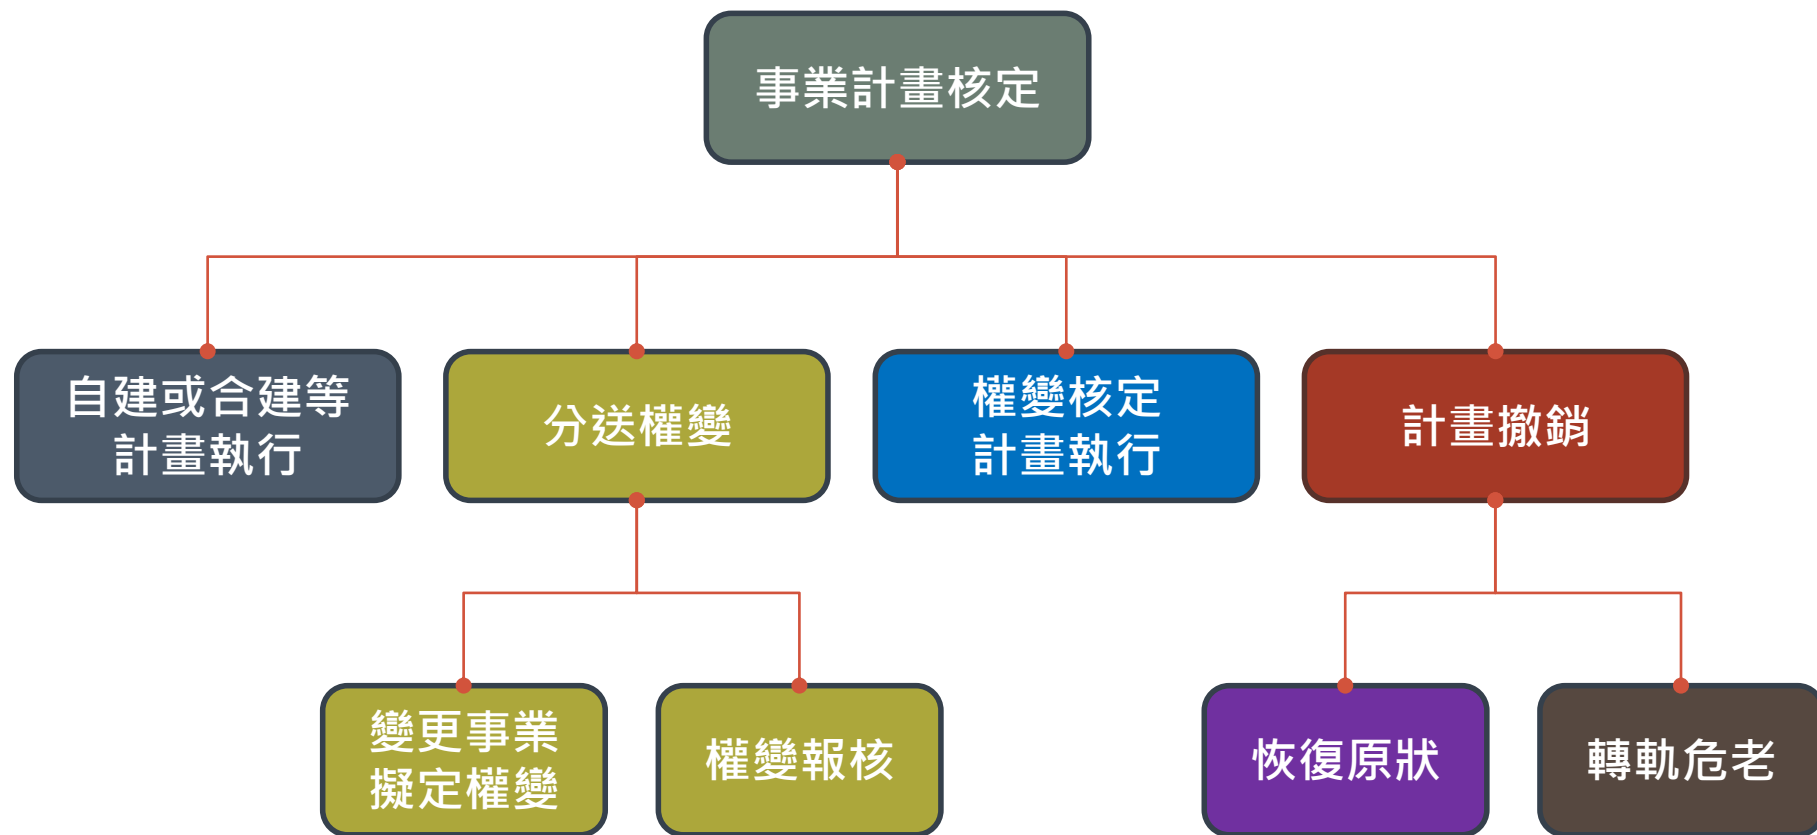 事業計畫核定
自建或合建等
計畫執行
分送權變
權變核定
計畫執行
計畫撤銷
變更事業
擬定權變
權變報核
恢復原狀
轉軌危老